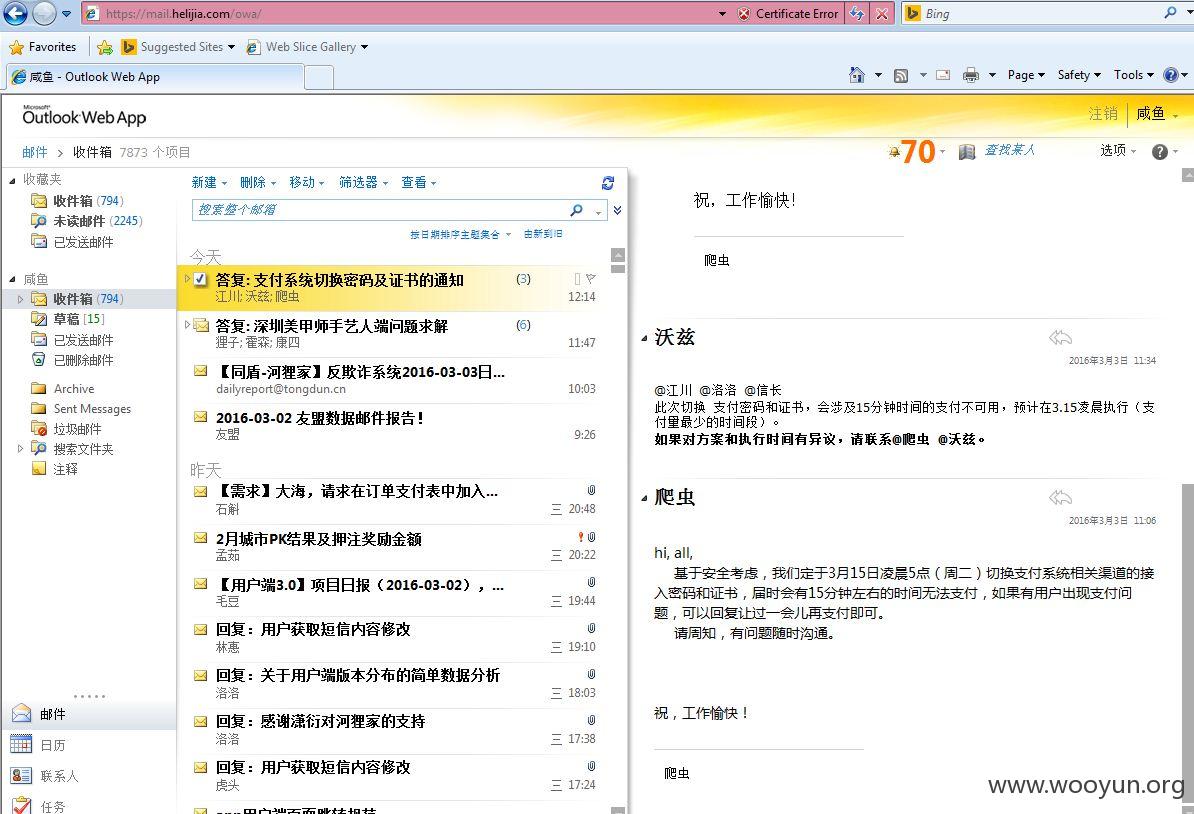 https://mail.helijia.com/owa/
Certificate Error
Bing
Favorites
Suggested Sites
Web Slice Gallery
咸鱼 - Outlook Web App
Page
Safety
Tools
Microsoft®
Outlook Web App
注销
咸鱼
邮件 > 收件箱 7873 个项目
70
查找某人
选项
收藏夹
收件箱 (794)
未读邮件 (2245)
已发送邮件
咸鱼
收件箱 (794)
草稿 [15]
已发送邮件
已删除邮件
Archive
Sent Messages
垃圾邮件
搜索文件夹
注释
邮件
日历
联系人
任务
新建
删除
移动
筛选器
查看
搜索整个邮箱
按日期排序主题集合
由新到旧
今天
答复: 支付系统切换密码及证书的通知 (3)
江川; 沃兹; 爬虫 12:14
答复: 深圳美甲师手艺人端问题求解 (6)
狸子; 霍森; 康四 11:47
【同盾-河狸家】反欺诈系统2016-03-03日...
dailyreport@tongdun.cn 10:03
2016-03-02 友盟数据邮件报告！
友盟 9:26
昨天
【需求】大海，请求在订单支付表中加入...
石斛 三 20:48
2月城市PK结果及押注奖励金额
孟茹 三 20:22
【用户端3.0】项目日报（2016-03-02），...
毛豆 三 19:44
回复：用户获取短信内容修改
林惠 三 19:10
回复：关于用户端版本分布的简单数据分析
洛洛 三 18:03
回复：感谢潇衍对河狸家的支持
洛洛 三 17:38
回复：用户获取短信内容修改
虎头 三 17:24
祝，工作愉快！
爬虫
沃兹
2016年3月3日 11:34
@江川 @洛洛 @信长
此次切换 支付密码和证书，会涉及15分钟时间的支付不可用，预计在3.15凌晨执行（支
付量最少的时间段）。
如果对方案和执行时间有异议，请联系@爬虫 @沃兹。
爬虫
2016年3月3日 11:06
hi, all,
基于安全考虑，我们定于3月15日凌晨5点（周二）切换支付系统相关渠道的接
入密码和证书，届时会有15分钟左右的时间无法支付，如果有用户出现支付问
题，可以回复让过一会儿再支付即可。
请周知，有问题随时沟通。
祝，工作愉快！
爬虫
www.wooyun.org